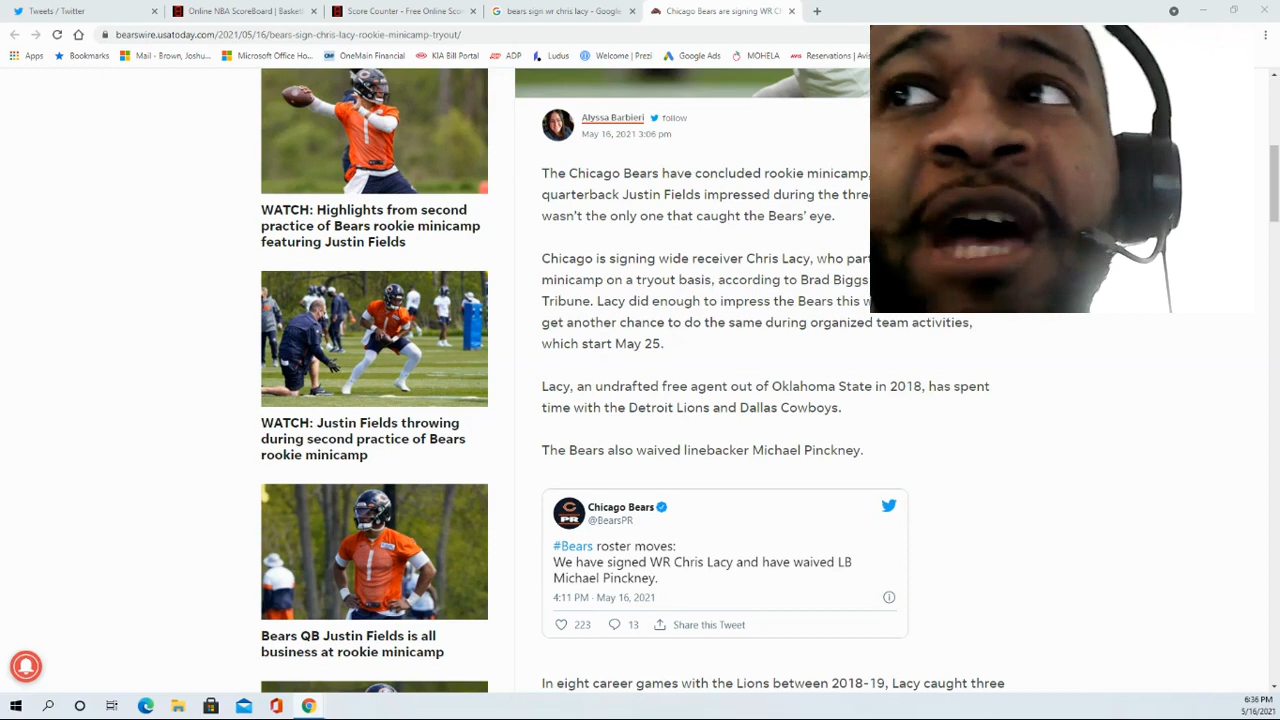 Tweets / Twitter
Online NBA ScoreBoard | Baske
Score Counter – Free Online Sco
bears sign wr chris lacy - Google
Chicago Bears are signing WR C
bearswire.usatoday.com/2021/05/16/bears-sign-chris-lacy-rookie-minicamp-tryout/
Apps
Bookmarks
Mail - Brown, Joshu...
Microsoft Office Ho...
OneMain Financial
KIA Bill Portal
ADP
Ludus
Welcome | Prezi
Google Ads
MOHELA
Reservations | Avis
WATCH: Highlights from second
practice of Bears rookie minicamp
featuring Justin Fields
WATCH: Justin Fields throwing
during second practice of Bears
rookie minicamp
Bears QB Justin Fields is all
business at rookie minicamp
Alyssa Barbieri follow
May 16, 2021 3:06 pm
The Chicago Bears have concluded rookie minicamp,
quarterback Justin Fields impressed during the thre
wasn't the only one that caught the Bears' eye.
Chicago is signing wide receiver Chris Lacy, who part
minicamp on a tryout basis, according to Brad Biggs
Tribune. Lacy did enough to impress the Bears this w
get another chance to do the same during organized team activities,
which start May 25.
Lacy, an undrafted free agent out of Oklahoma State in 2018, has spent
time with the Detroit Lions and Dallas Cowboys.
The Bears also waived linebacker Michael Pinckney.
PR
Chicago Bears
@BearsPR
#Bears roster moves:
We have signed WR Chris Lacy and have waived LB
Michael Pinckney.
4:11 PM · May 16, 2021
223 13 Share this Tweet
In eight career games with the Lions between 2018-19, Lacy caught three
6:36 PM
5/16/2021